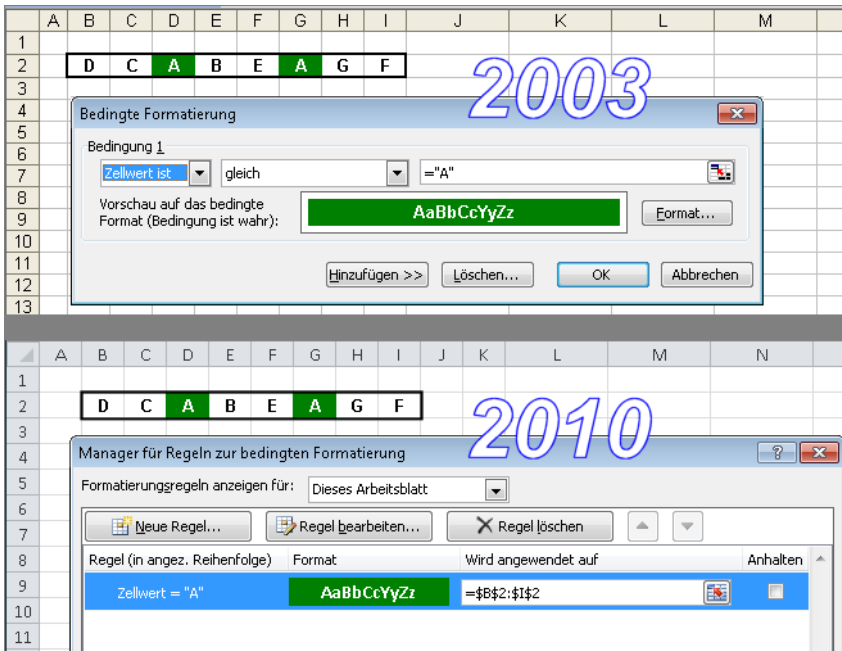 A B C D E F G H I J K L M
1
2 D C A B E A G F
2003
3
4 Bedingte Formatierung
5
6 Bedingung 1
7 Zellwert ist gleich ="A"
8 Vorschau auf das bedingte
9 Format (Bedingung ist wahr): AaBbCcYyZz Format...
10
11
12 Hinzufügen >> Löschen... OK Abbrechen
13
A B C D E F G H I J K L M N
1
2 D C A B E A G F
2010
3
4 Manager für Regeln zur bedingten Formatierung ?
5 Formatierungsregeln anzeigen für: Dieses Arbeitsblatt
6
7 Neue Regel... Regel bearbeiten... Regel löschen
8 Regel (in angez. Reihenfolge) Format Wird angewendet auf Anhalten
9 Zellwert = "A" AaBbCcYyZz =$B$2:$I$2
10
11